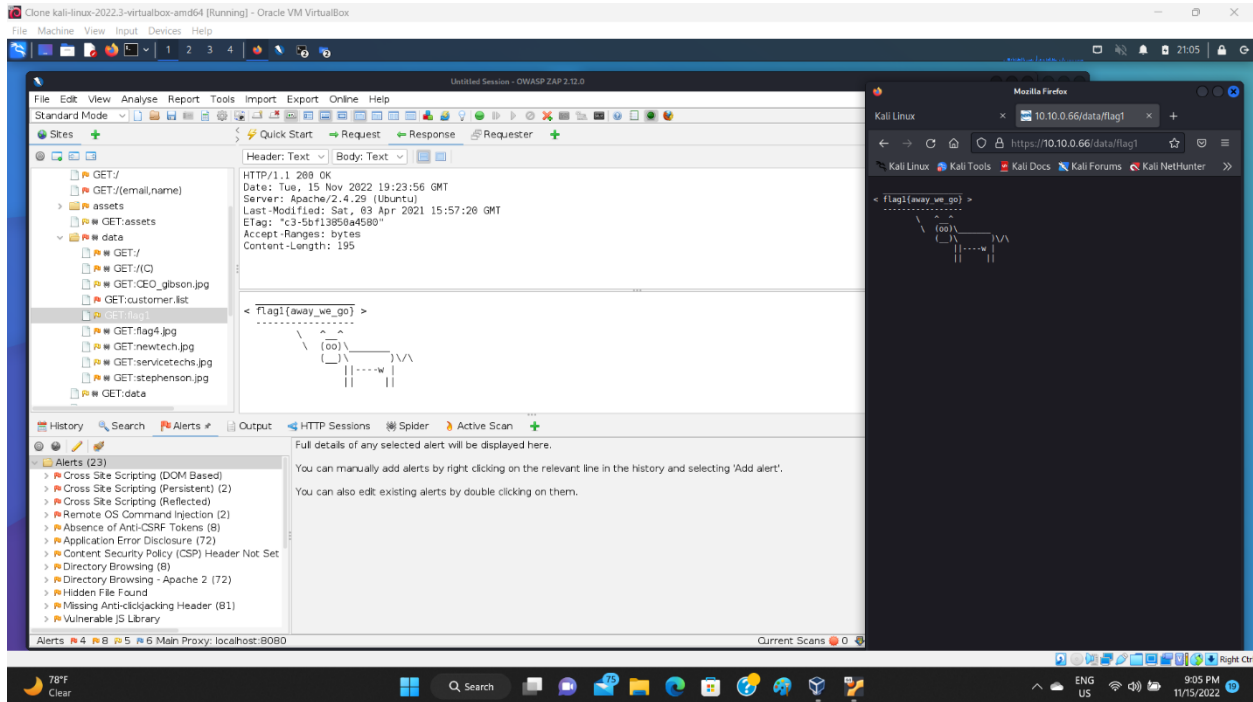 Clone kali-linux-2022.3-virtualbox-amd64 [Running] - Oracle VM VirtualBox
File Machine View Input Devices Help
1 2 3 4
21:05
Untitled Session - OWASP ZAP 2.12.0
File Edit View Analyse Report Tools Import Export Online Help
Standard Mode
Sites
Quick Start Request Response Requester
Header: Text Body: Text
GET:/
GET:/(email,name)
assets
GET:assets
data
GET:/
GET:/(C)
GET:CEO_gibson.jpg
GET:customer.list
GET:flag1
GET:flag4.jpg
GET:newtech.jpg
GET:servicetechs.jpg
GET:stephenson.jpg
GET:data
HTTP/1.1 200 OK
Date: Tue, 15 Nov 2022 19:23:56 GMT
Server: Apache/2.4.29 (Ubuntu)
Last-Modified: Sat, 03 Apr 2021 15:57:20 GMT
ETag: "c3-5bf13850a4580"
Accept-Ranges: bytes
Content-Length: 195
_________________
< flag1{away_we_go} >
-----------------
\ ^__^
\ (oo)\_______
(__)\ )\/\
||----w |
|| ||
History Search Alerts Output HTTP Sessions Spider Active Scan
Alerts (23)
Cross Site Scripting (DOM Based)
Cross Site Scripting (Persistent) (2)
Cross Site Scripting (Reflected)
Remote OS Command Injection (2)
Absence of Anti-CSRF Tokens (8)
Application Error Disclosure (72)
Content Security Policy (CSP) Header Not Set
Directory Browsing (8)
Directory Browsing - Apache 2 (72)
Hidden File Found
Missing Anti-clickjacking Header (81)
Vulnerable JS Library
Full details of any selected alert will be displayed here.
You can manually add alerts by right clicking on the relevant line in the history and selecting 'Add alert'.
You can also edit existing alerts by double clicking on them.
Alerts 4 8 5 6 Main Proxy: localhost:8080
Current Scans 0
Mozilla Firefox
Kali Linux
10.10.0.66/data/flag1
https://10.10.0.66/data/flag1
Kali Linux Kali Tools Kali Docs Kali Forums Kali NetHunter
_________________
< flag1{away_we_go} >
-----------------
\ ^__^
\ (oo)\_______
(__)\ )\/\
||----w |
|| ||
Right Ctr
78°F
Clear
Search
75
ENG
US
9:05 PM
11/15/2022
19